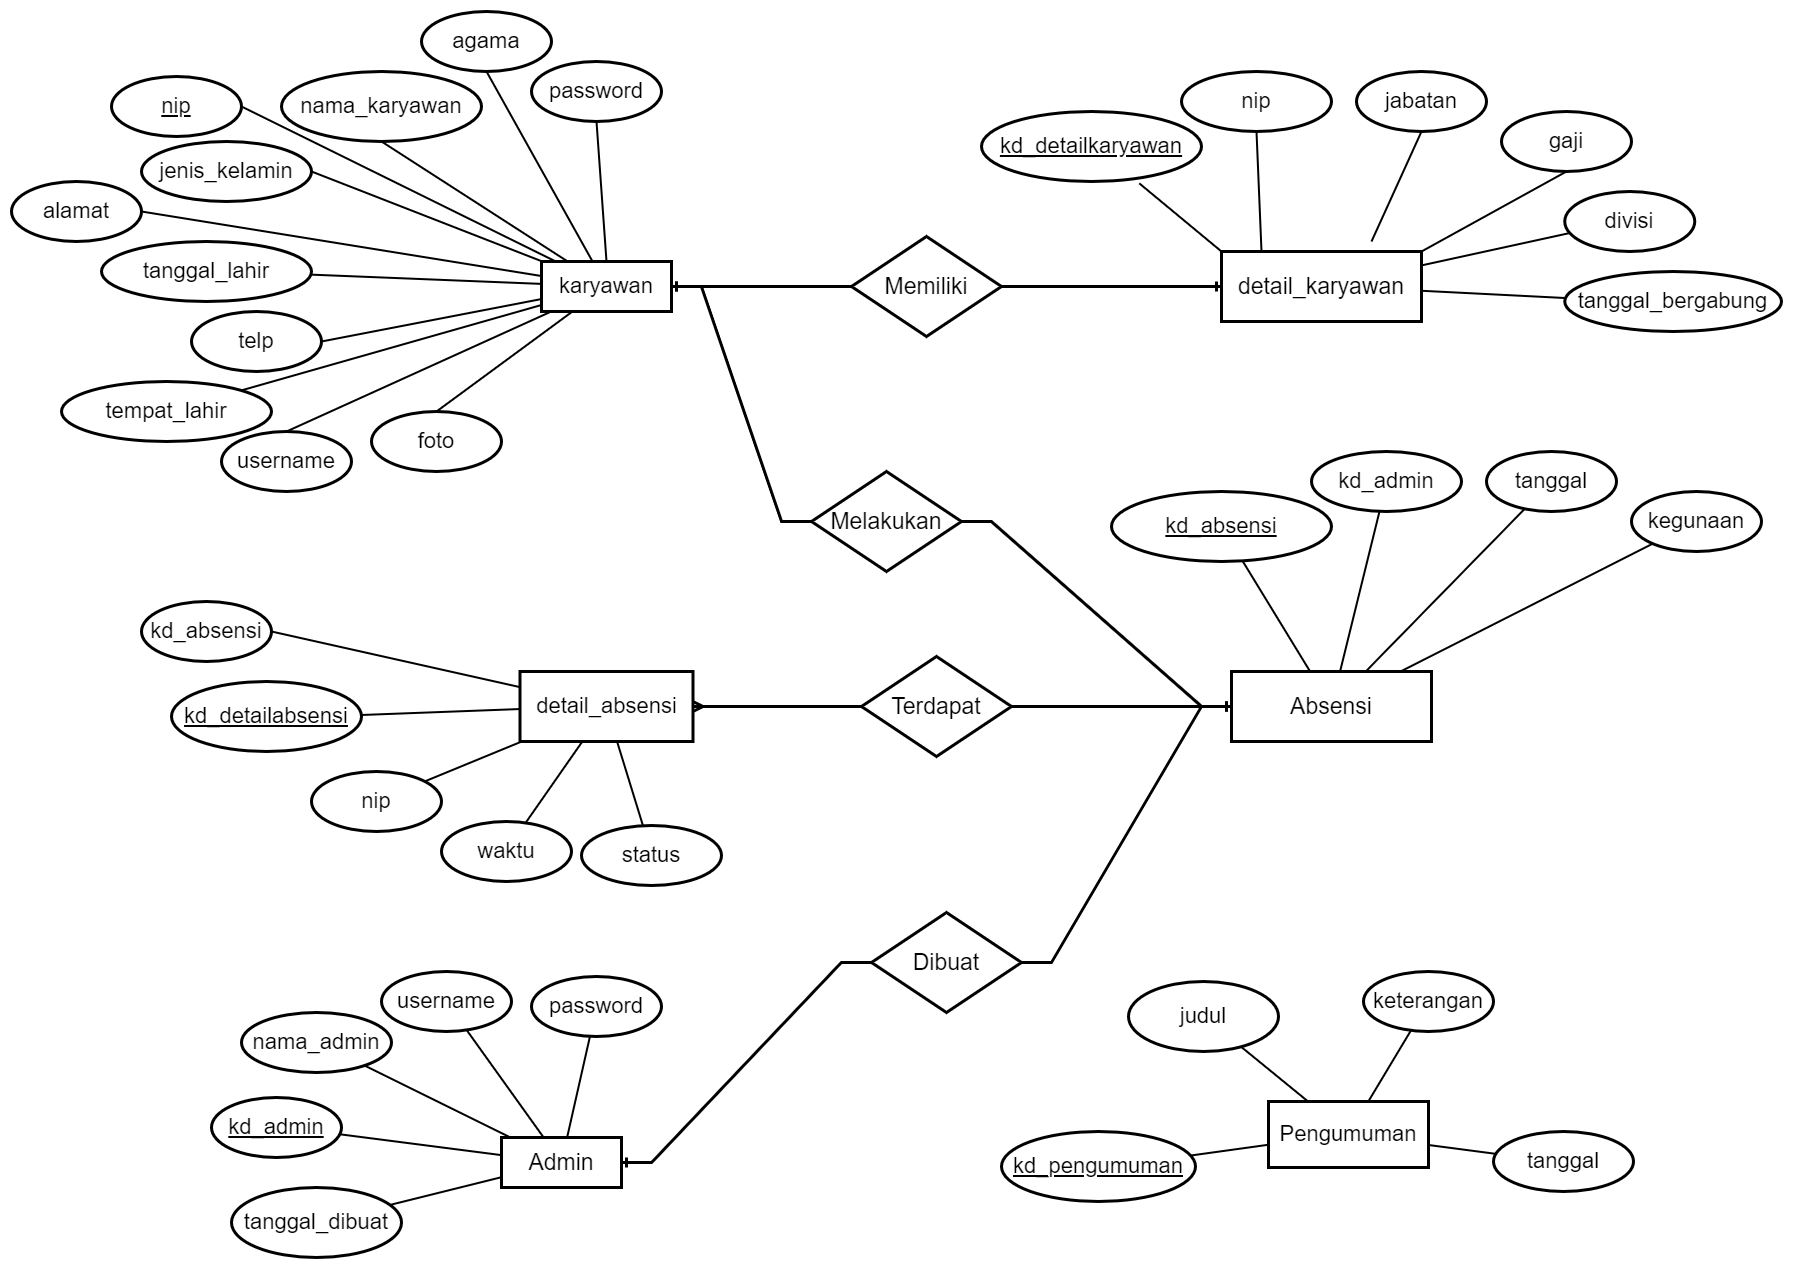 agama
password
nama_karyawan
nip
jenis_kelamin
alamat
tanggal_lahir
telp
tempat_lahir
username
foto
karyawan
Memiliki
kd_detailkaryawan
nip
jabatan
gaji
divisi
tanggal_bergabung
detail_karyawan
Melakukan
kd_absensi
kd_admin
tanggal
kegunaan
Absensi
kd_absensi
kd_detailabsensi
nip
waktu
status
detail_absensi
Terdapat
Dibuat
username
password
nama_admin
kd_admin
tanggal_dibuat
Admin
judul
keterangan
kd_pengumuman
tanggal
Pengumuman